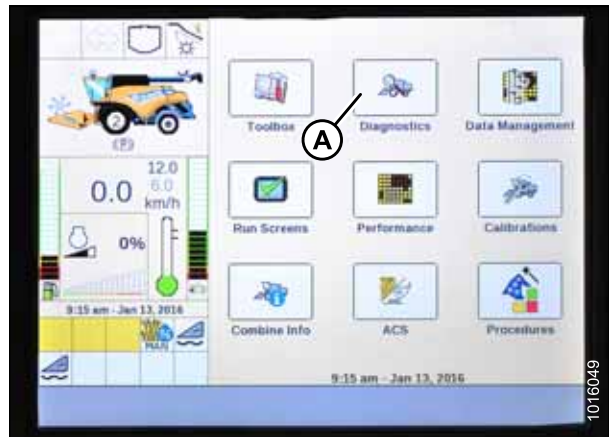 Toolbox
Diagnostics
Data Management
A
2
(P)
12.0
0.0
6.0
km/h
Run Screens
Performance
Calibrations
0%
9:15 am - Jan 13, 2016
MAN
Combine Info
ACS
Procedures
9:15 am - Jan 13, 2016
1016049